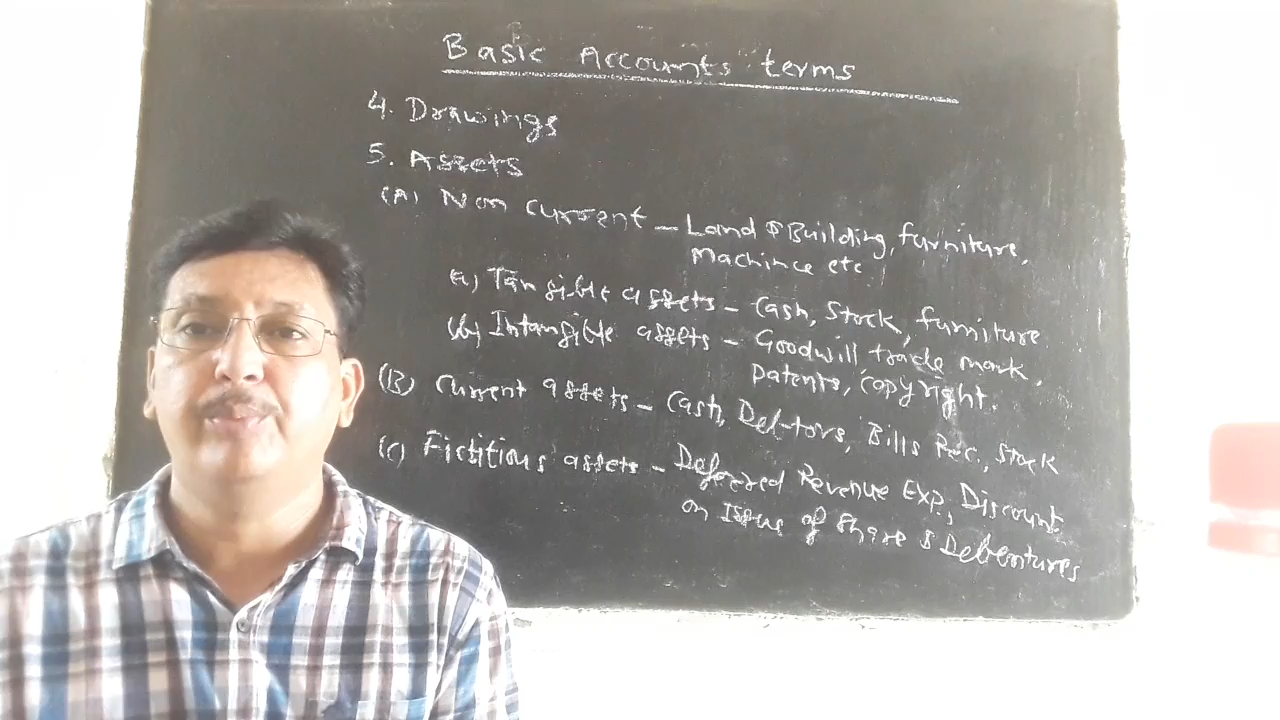 Basic Accounts terms
4. Drawings
5. Assets
(A) Non current - Land & Building, furniture,
Machince etc
(a) Tangible assets - Cash, Stock, furniture
(b) Intangible assets - Goodwill, trade mark,
Patents, copyright.
(B) Current assets - Cash, Debtors, Bills Rec., Stock
(C) Fictitious assets - Deferred Revenue Exp., Discount
on Issue of Share & Debentures